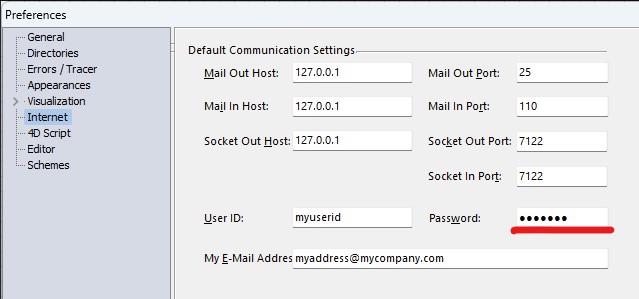 Preferences
General
Directories
Errors / Tracer
Appearances
Visualization
Internet
4D Script
Editor
Schemes
Default Communication Settings
Mail Out Host: 127.0.0.1 Mail Out Port: 25
Mail In Host: 127.0.0.1 Mail In Port: 110
Socket Out Host: 127.0.0.1 Socket Out Port: 7122
Socket In Port: 7122
User ID: myuserid Password: •••••••
My E-Mail Addres myaddress@mycompany.com